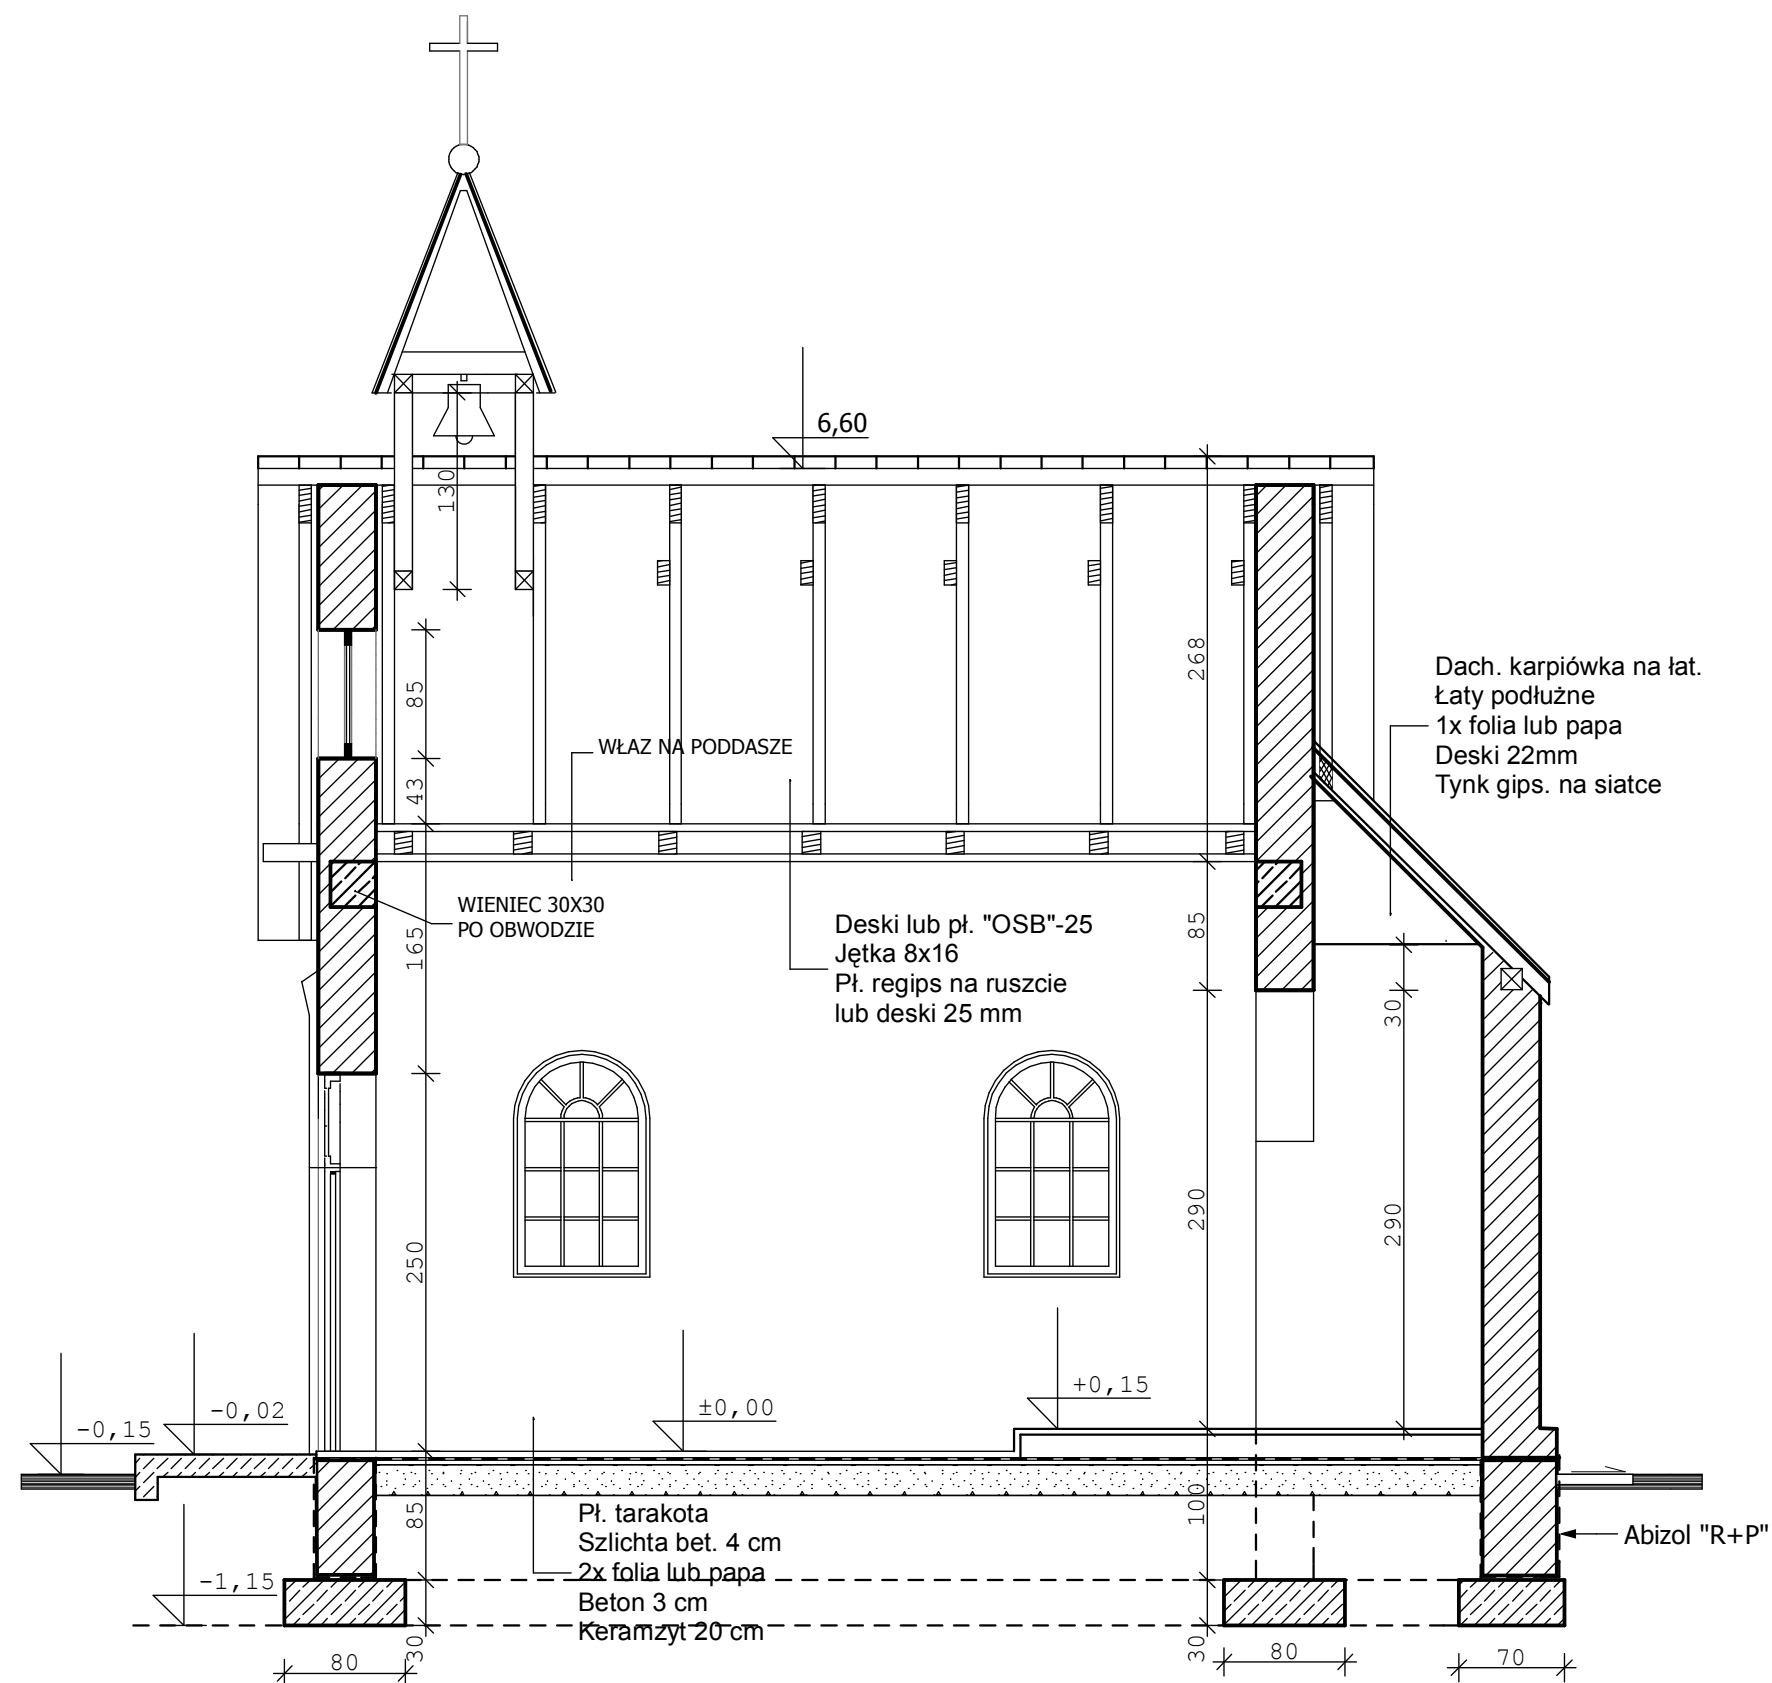 6,60
130
268
Dach. karpiówka na łat.
Łaty podłużne
1x folia lub papa
Deski 22mm
Tynk gips. na siatce
85
WŁAZ NA PODDASZE
43
WIENIEC 30X30
PO OBWODZIE
165
Deski lub pł. "OSB"-25
Jętka 8x16
Pł. regips na ruszcie
lub deski 25 mm
85
30
250
290
290
-0,15
-0,02
±0,00
+0,15
85
Pł. tarakota
Szlichta bet. 4 cm
2x folia lub papa
Beton 3 cm
Keramzyt 20 cm
100
Abizol "R+P"
-1,15
30
30
80
80
70